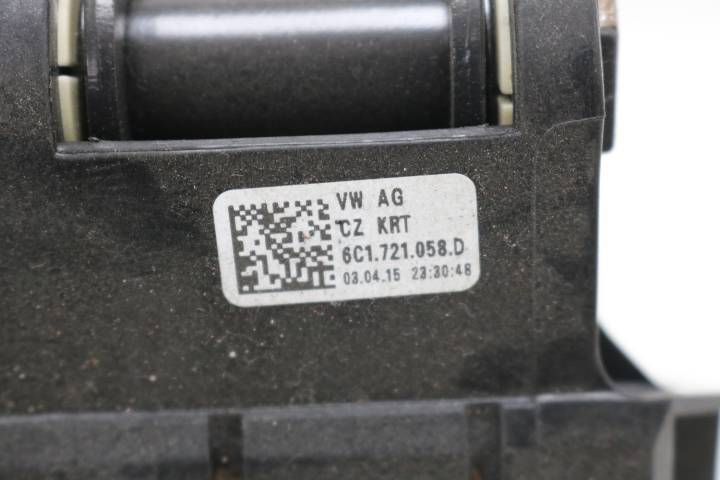 VW AG
CZ KRT
6C1.721.058.D
03.04.15 23:30:48